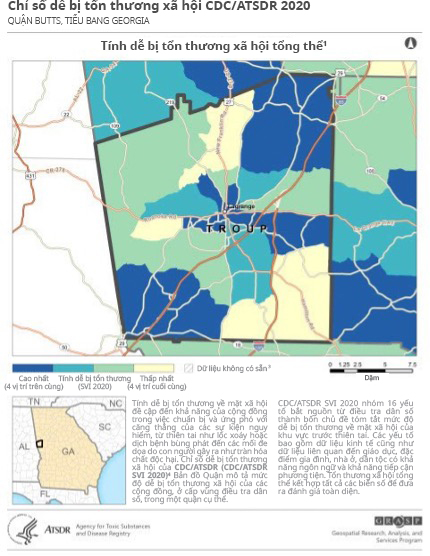 Chỉ số dễ bị tổn thương xã hội CDC/ATSDR 2020
QUẬN BUTTS, TIỂU BANG GEORGIA
Tính dễ bị tổn thương xã hội tổng thể¹
TROUP
LaGrange
Cao nhất
(4 vị trí trên cùng)
Tính dễ bị tổn thương
(SVI 2020)
Thấp nhất
(4 vị trí cuối cùng)
Dữ liệu không có sẵn³
0 1.25 2.5 5 7.5
Dặm
TN
NC
SC
AL
GA
FL
Tính dễ bị tổn thương về mặt xã hội
đề cập đến khả năng của cộng đồng
trong việc chuẩn bị và ứng phó với
căng thẳng của các sự kiện nguy
hiểm, từ thiên tai như lốc xoáy hoặc
dịch bệnh bùng phát đến các mối đe
dọa do con người gây ra như tràn hóa
chất độc hại. Chỉ số dễ bị tổn thương
xã hội của CDC/ATSDR (CDC/ATSDR
SVI 2020)⁴ Bản đồ Quận mô tả mức
độ dễ bị tổn thương xã hội của các
cộng đồng, ở cấp vùng điều tra dân
số, trong một quận cụ thể.
CDC/ATSDR SVI 2020 nhóm 16 yếu
tố bắt nguồn từ điều tra dân số
thành bốn chủ đề tóm tắt mức độ
dễ bị tổn thương về mặt xã hội của
khu vực trước thiên tai. Các yếu tố
bao gồm dữ liệu kinh tế cũng như
dữ liệu liên quan đến giáo dục, đặc
điểm gia đình, nhà ở, dân tộc có khả
năng ngôn ngữ và khả năng tiếp cận
phương tiện. Tổn thương xã hội tổng
thể kết hợp tất cả các biến số để đưa
ra đánh giá toàn diện.
ATSDR
Agency for Toxic Substances
and Disease Registry
GRASP
Geospatial Research, Analysis, and
Services Program